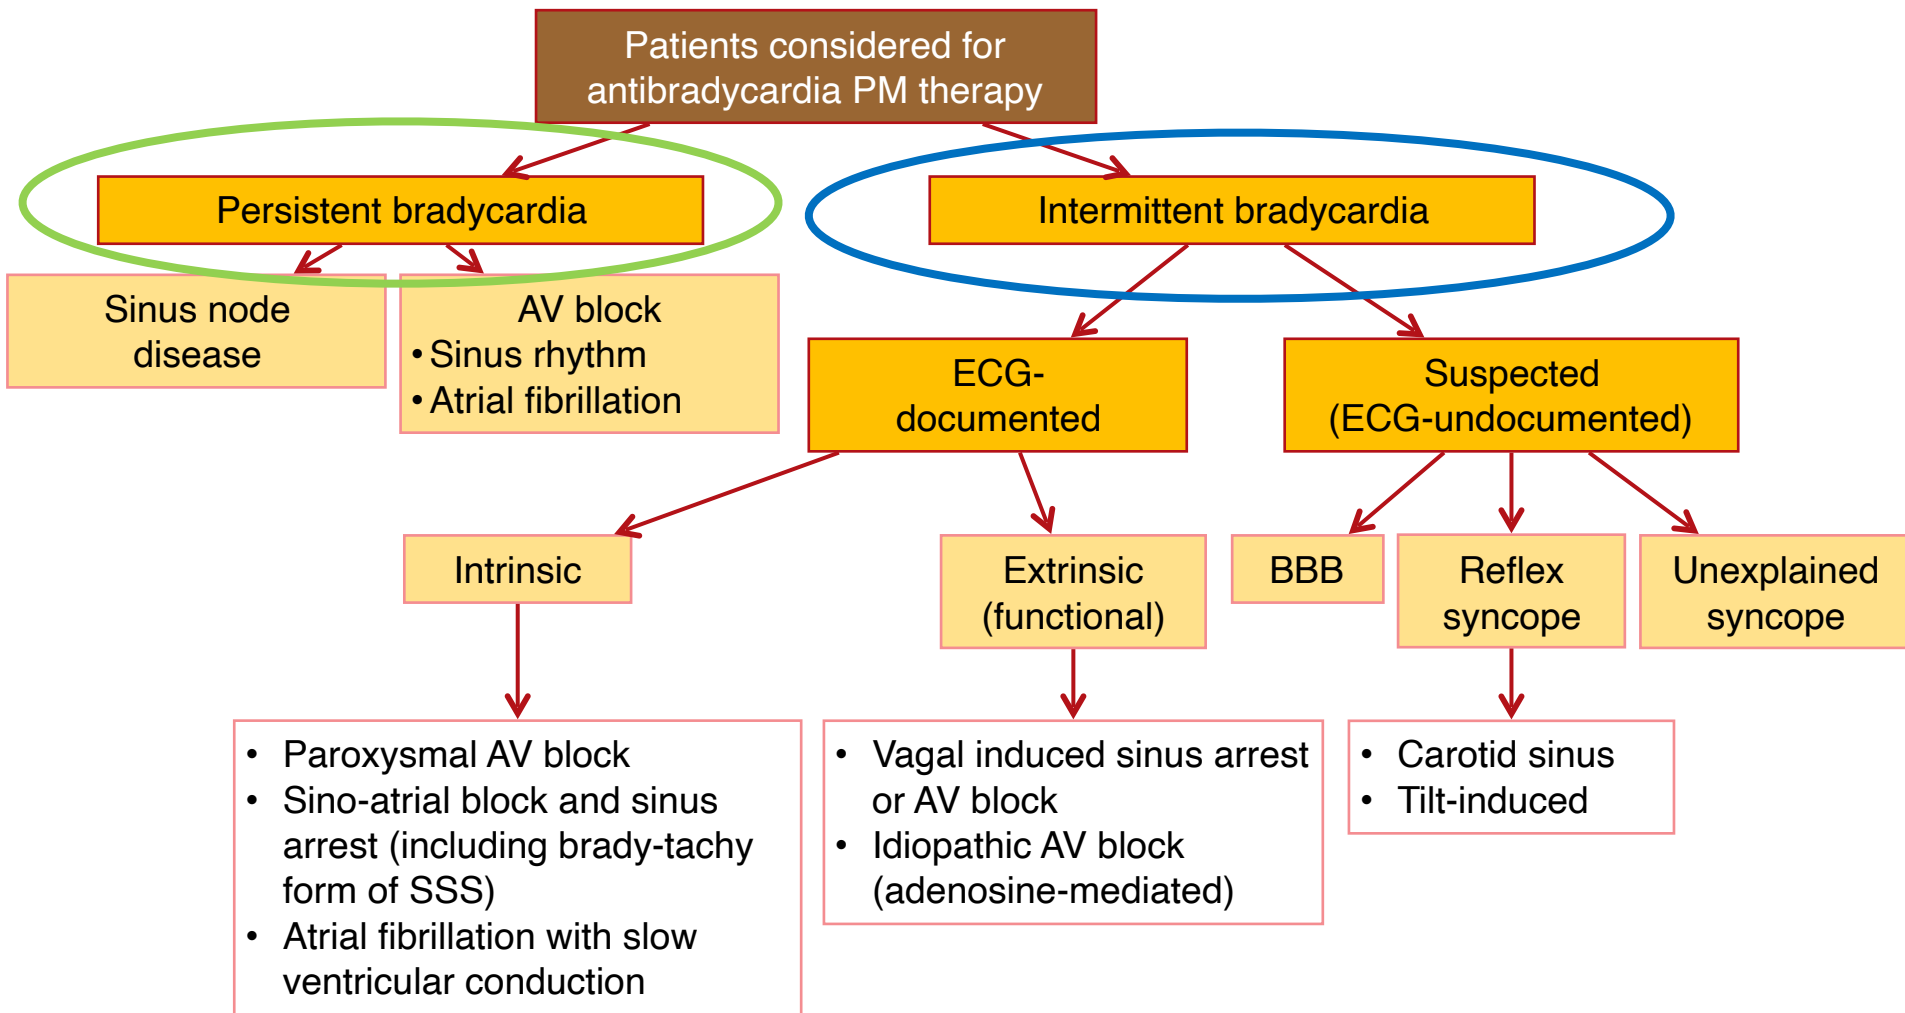 Patients considered for
antibradycardia PM therapy
Persistent bradycardia
Intermittent bradycardia
Sinus node
disease
AV block
• Sinus rhythm
• Atrial fibrillation
ECG-
documented
Suspected
(ECG-undocumented)
Intrinsic
Extrinsic
(functional)
BBB
Reflex
syncope
Unexplained
syncope
• Paroxysmal AV block
• Sino-atrial block and sinus
arrest (including brady-tachy
form of SSS)
• Atrial fibrillation with slow
ventricular conduction
• Vagal induced sinus arrest
or AV block
• Idiopathic AV block
(adenosine-mediated)
• Carotid sinus
• Tilt-induced